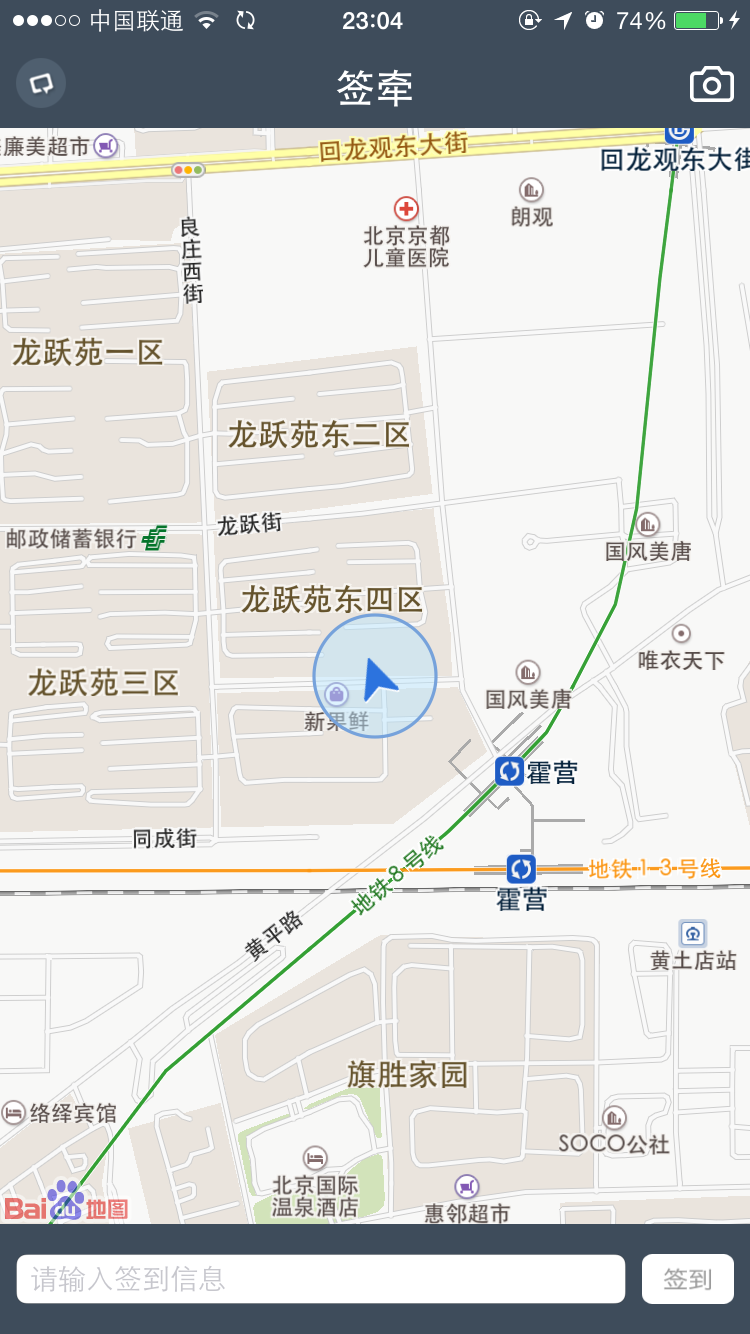 中国联通
23:04
74%
签牵
廉美超市
回龙观东大街
回龙观东大街
良庄西街
北京京都
儿童医院
朗观
龙跃苑一区
龙跃苑东二区
龙跃街
邮政储蓄银行
国风美唐
龙跃苑东四区
唯衣天下
龙跃苑三区
国风美唐
新果鲜
霍营
同成街
地铁8号线
地铁13号线
霍营
黄平路
黄土店站
旗胜家园
络绎宾馆
SOCO公社
北京国际
温泉酒店
惠邻超市
Bai du 地图
请输入签到信息
签到